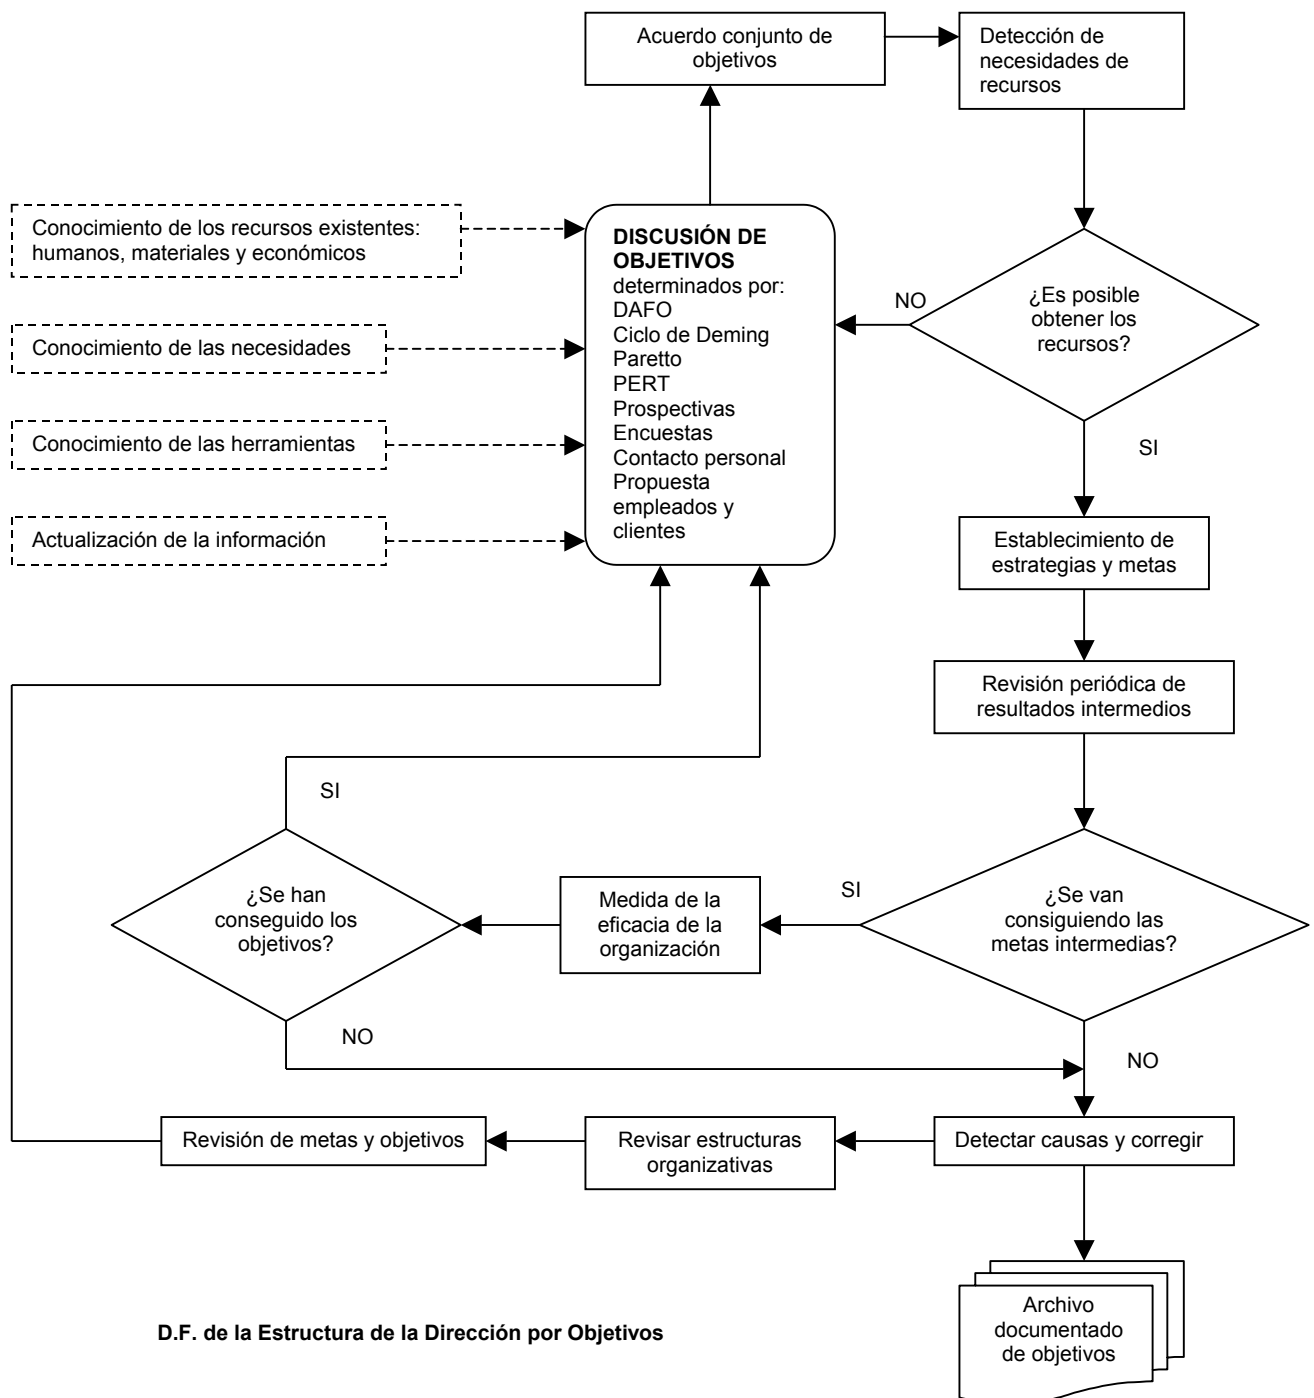 Acuerdo conjunto de
objetivos
Detección de
necesidades de
recursos
Conocimiento de los recursos existentes:
humanos, materiales y económicos
Conocimiento de las necesidades
Conocimiento de las herramientas
Actualización de la información
DISCUSIÓN DE
OBJETIVOS
determinados por:
DAFO
Ciclo de Deming
Paretto
PERT
Prospectivas
Encuestas
Contacto personal
Propuesta
empleados y
clientes
NO
¿Es posible
obtener los
recursos?
SI
Establecimiento de
estrategias y metas
Revisión periódica de
resultados intermedios
SI
¿Se han
conseguido los
objetivos?
Medida de la
eficacia de la
organización
SI
¿Se van
consiguiendo las
metas intermedias?
NO
NO
Revisión de metas y objetivos
Revisar estructuras
organizativas
Detectar causas y corregir
Archivo
documentado
de objetivos
D.F. de la Estructura de la Dirección por Objetivos